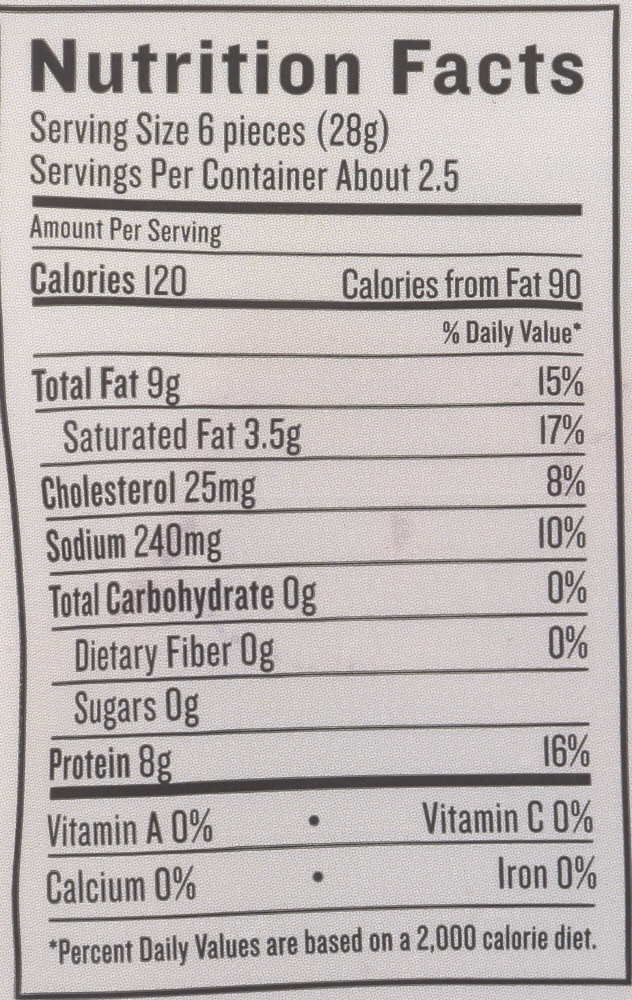 Nutrition Facts
Serving Size 6 pieces (28g)
Servings Per Container About 2.5
Amount Per Serving
Calories 120 Calories from Fat 90
% Daily Value*
Total Fat 9g 15%
Saturated Fat 3.5g 17%
Cholesterol 25mg 8%
Sodium 240mg 10%
Total Carbohydrate 0g 0%
Dietary Fiber 0g 0%
Sugars 0g
Protein 8g 16%
Vitamin A 0% • Vitamin C 0%
Calcium 0% • Iron 0%
*Percent Daily Values are based on a 2,000 calorie diet.